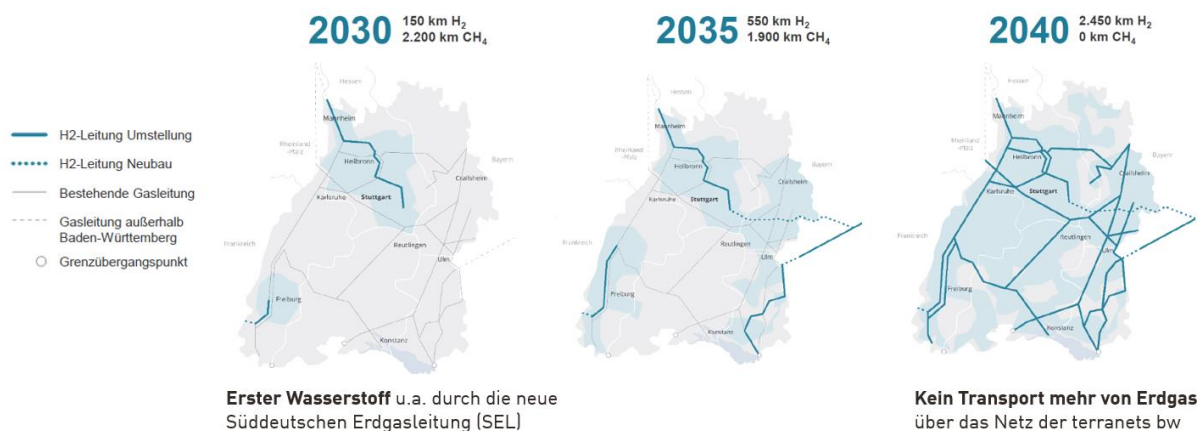 2030 150 km H₂
2.200 km CH₄
2035 550 km H₂
1.900 km CH₄
2040 2.450 km H₂
0 km CH₄
H2-Leitung Umstellung
H2-Leitung Neubau
Bestehende Gasleitung
Gasleitung außerhalb
Baden-Württemberg
Grenzübergangspunkt
Hessen
Mannheim
Rheinland
-Pfalz
Heilbronn
Bayern
Crailsheim
Karlsruhe
Stuttgart
Frankreich
Reutlingen
Ulm
Freiburg
Konstanz
Hessen
Mannheim
Rheinland
-Pfalz
Heilbronn
Bayern
Crailsheim
Karlsruhe
Stuttgart
Frankreich
Reutlingen
Ulm
Freiburg
Konstanz
Hessen
Mannheim
Rheinland
-Pfalz
Heilbronn
Bayern
Crailsheim
Karlsruhe
Stuttgart
Frankreich
Reutlingen
Ulm
Freiburg
Konstanz
Erster Wasserstoff u.a. durch die neue
Süddeutschen Erdgasleitung (SEL)
Kein Transport mehr von Erdgas
über das Netz der terranets bw